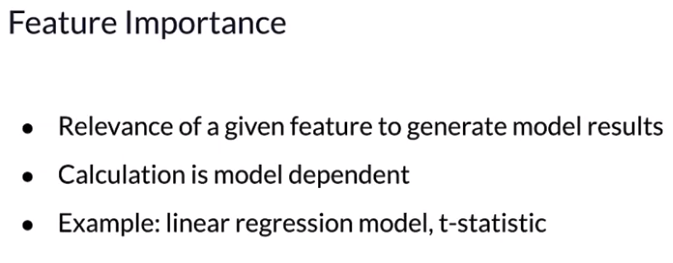 Feature Importance
● Relevance of a given feature to generate model results
● Calculation is model dependent
● Example: linear regression model, t-statistic